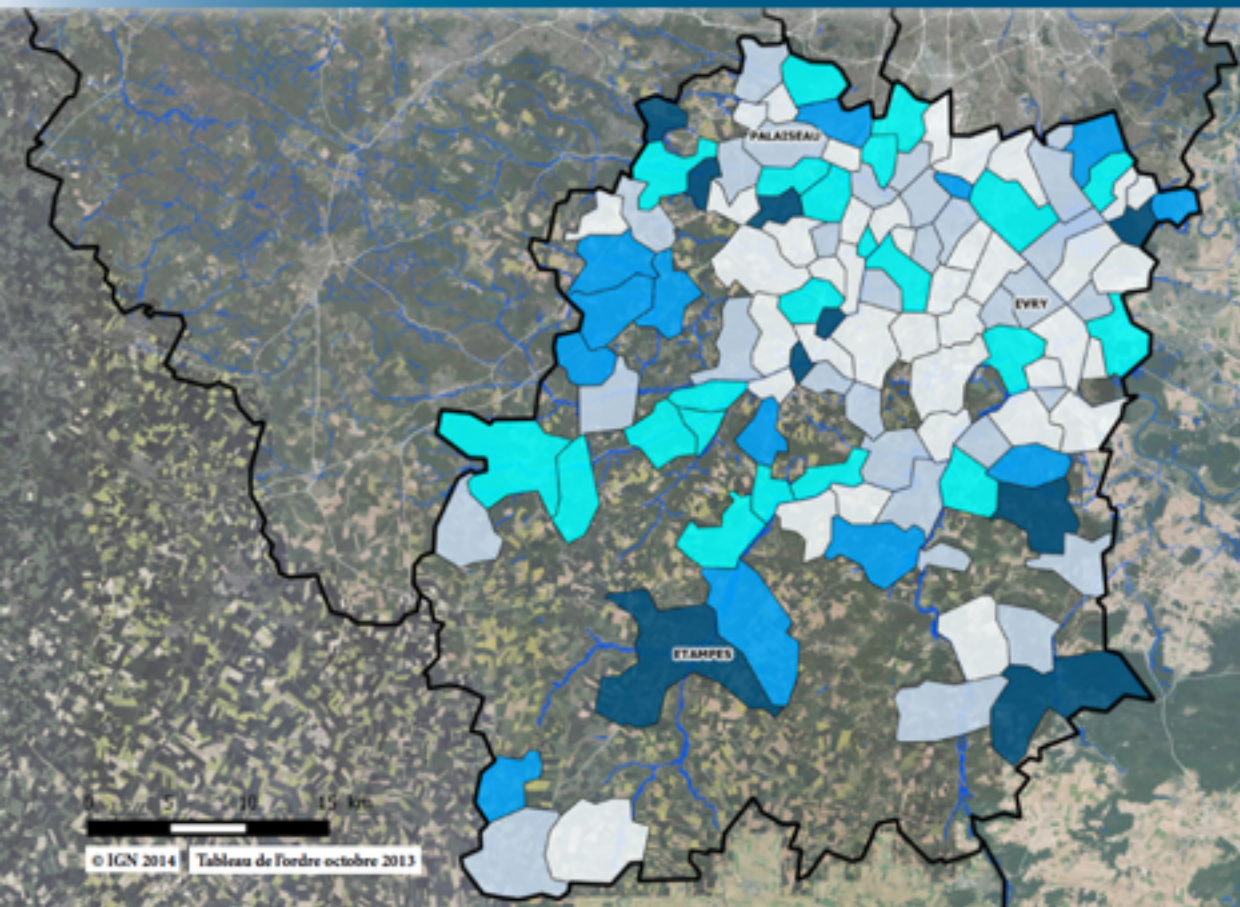 PALAISEAU
EVRY
ETAMPES
0 5 10 15 km
© IGN 2014 Tableau de l'ordre octobre 2013